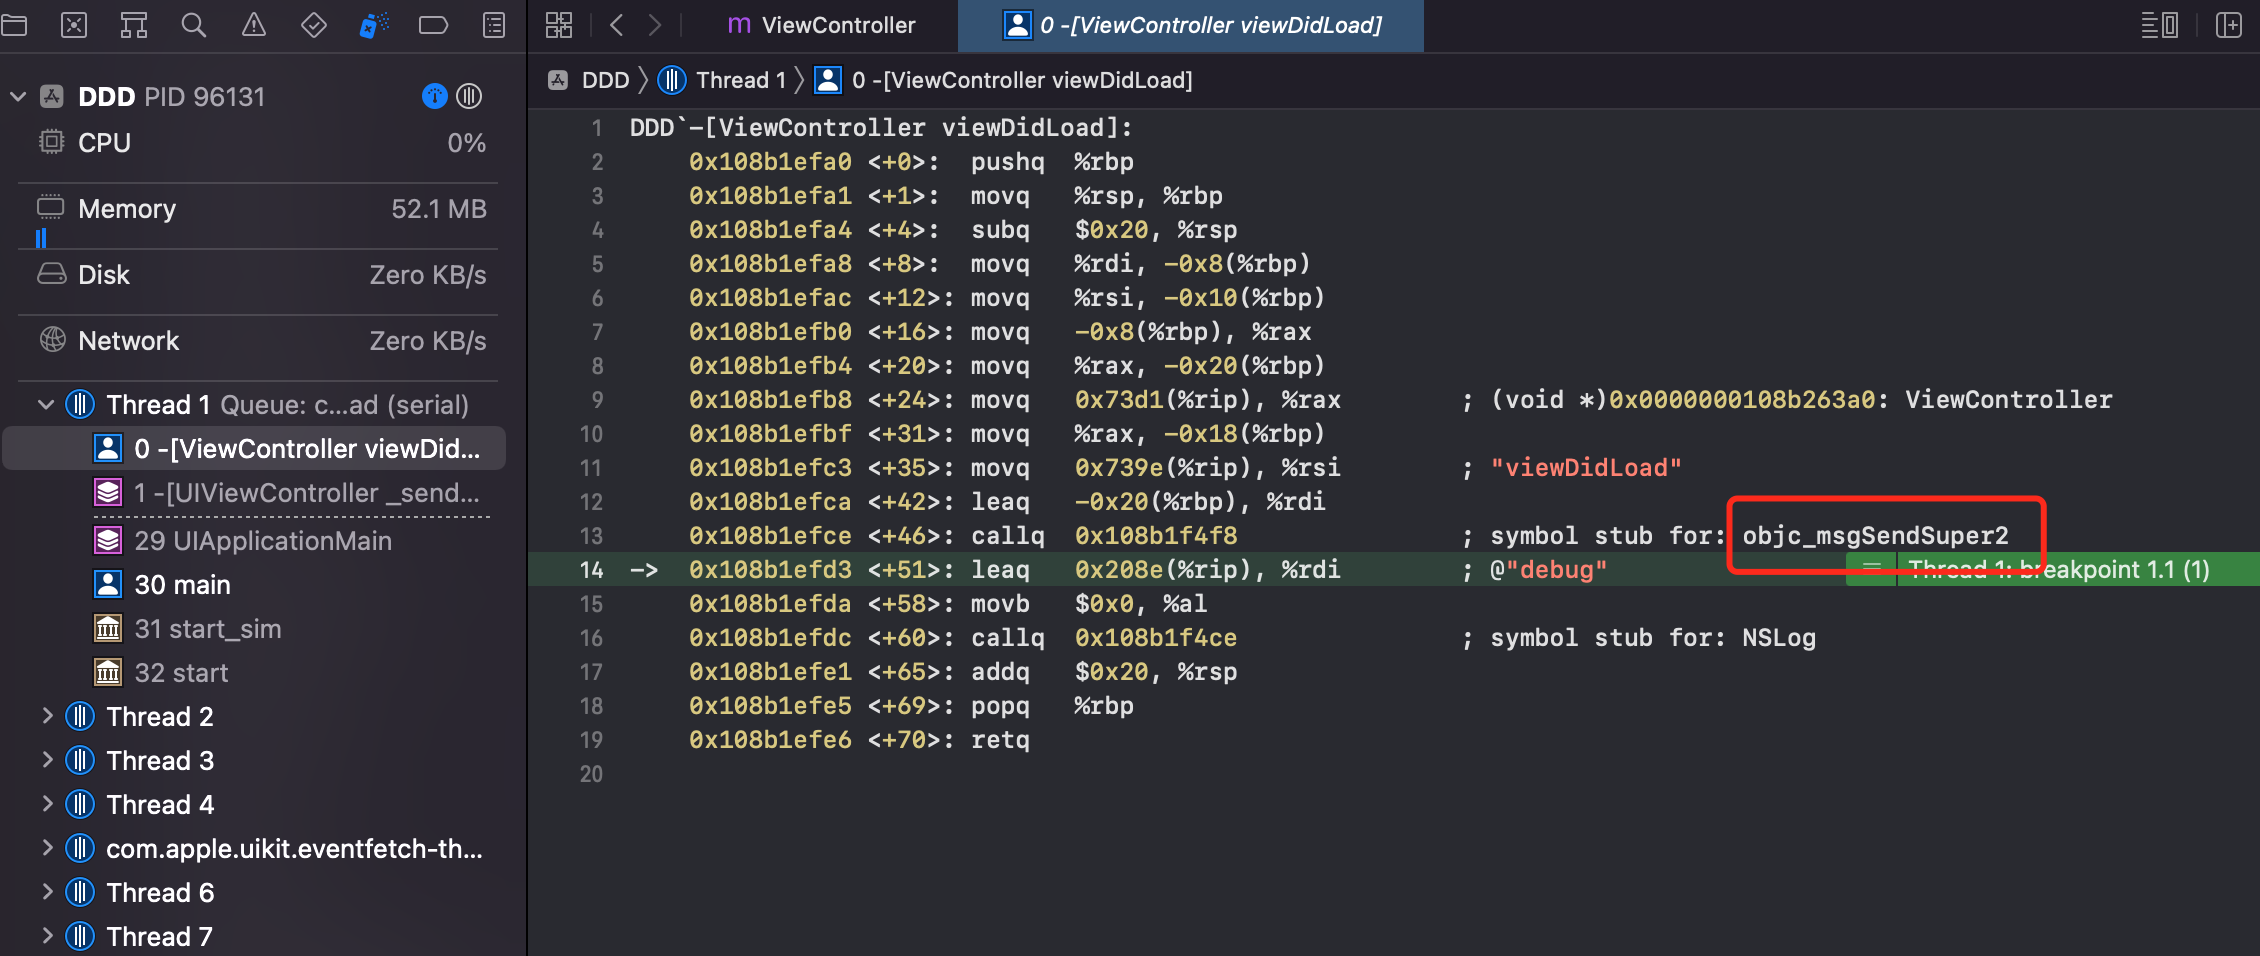 DDD PID 96131
CPU 0%
Memory 52.1 MB
Disk Zero KB/s
Network Zero KB/s
Thread 1 Queue: c...ad (serial)
0 -[ViewController viewDid...
1 -[UIViewController _send...
29 UIApplicationMain
30 main
31 start_sim
32 start
Thread 2
Thread 3
Thread 4
com.apple.uikit.eventfetch-th...
Thread 6
Thread 7
m ViewController
0 -[ViewController viewDidLoad]
DDD Thread 1 0 -[ViewController viewDidLoad]
1 DDD`-[ViewController viewDidLoad]:
2 0x108b1efa0 <+0>: pushq %rbp
3 0x108b1efa1 <+1>: movq %rsp, %rbp
4 0x108b1efa4 <+4>: subq $0x20, %rsp
5 0x108b1efa8 <+8>: movq %rdi, -0x8(%rbp)
6 0x108b1efac <+12>: movq %rsi, -0x10(%rbp)
7 0x108b1efb0 <+16>: movq -0x8(%rbp), %rax
8 0x108b1efb4 <+20>: movq %rax, -0x20(%rbp)
9 0x108b1efb8 <+24>: movq 0x73d1(%rip), %rax ; (void *)0x0000000108b263a0: ViewController
10 0x108b1efbf <+31>: movq %rax, -0x18(%rbp)
11 0x108b1efc3 <+35>: movq 0x739e(%rip), %rsi ; "viewDidLoad"
12 0x108b1efca <+42>: leaq -0x20(%rbp), %rdi
13 0x108b1efce <+46>: callq 0x108b1f4f8 ; symbol stub for: objc_msgSendSuper2
14 -> 0x108b1efd3 <+51>: leaq 0x208e(%rip), %rdi ; @"debug" Thread 1: breakpoint 1.1 (1)
15 0x108b1efda <+58>: movb $0x0, %al
16 0x108b1efdc <+60>: callq 0x108b1f4ce ; symbol stub for: NSLog
17 0x108b1efe1 <+65>: addq $0x20, %rsp
18 0x108b1efe5 <+69>: popq %rbp
19 0x108b1efe6 <+70>: retq
20